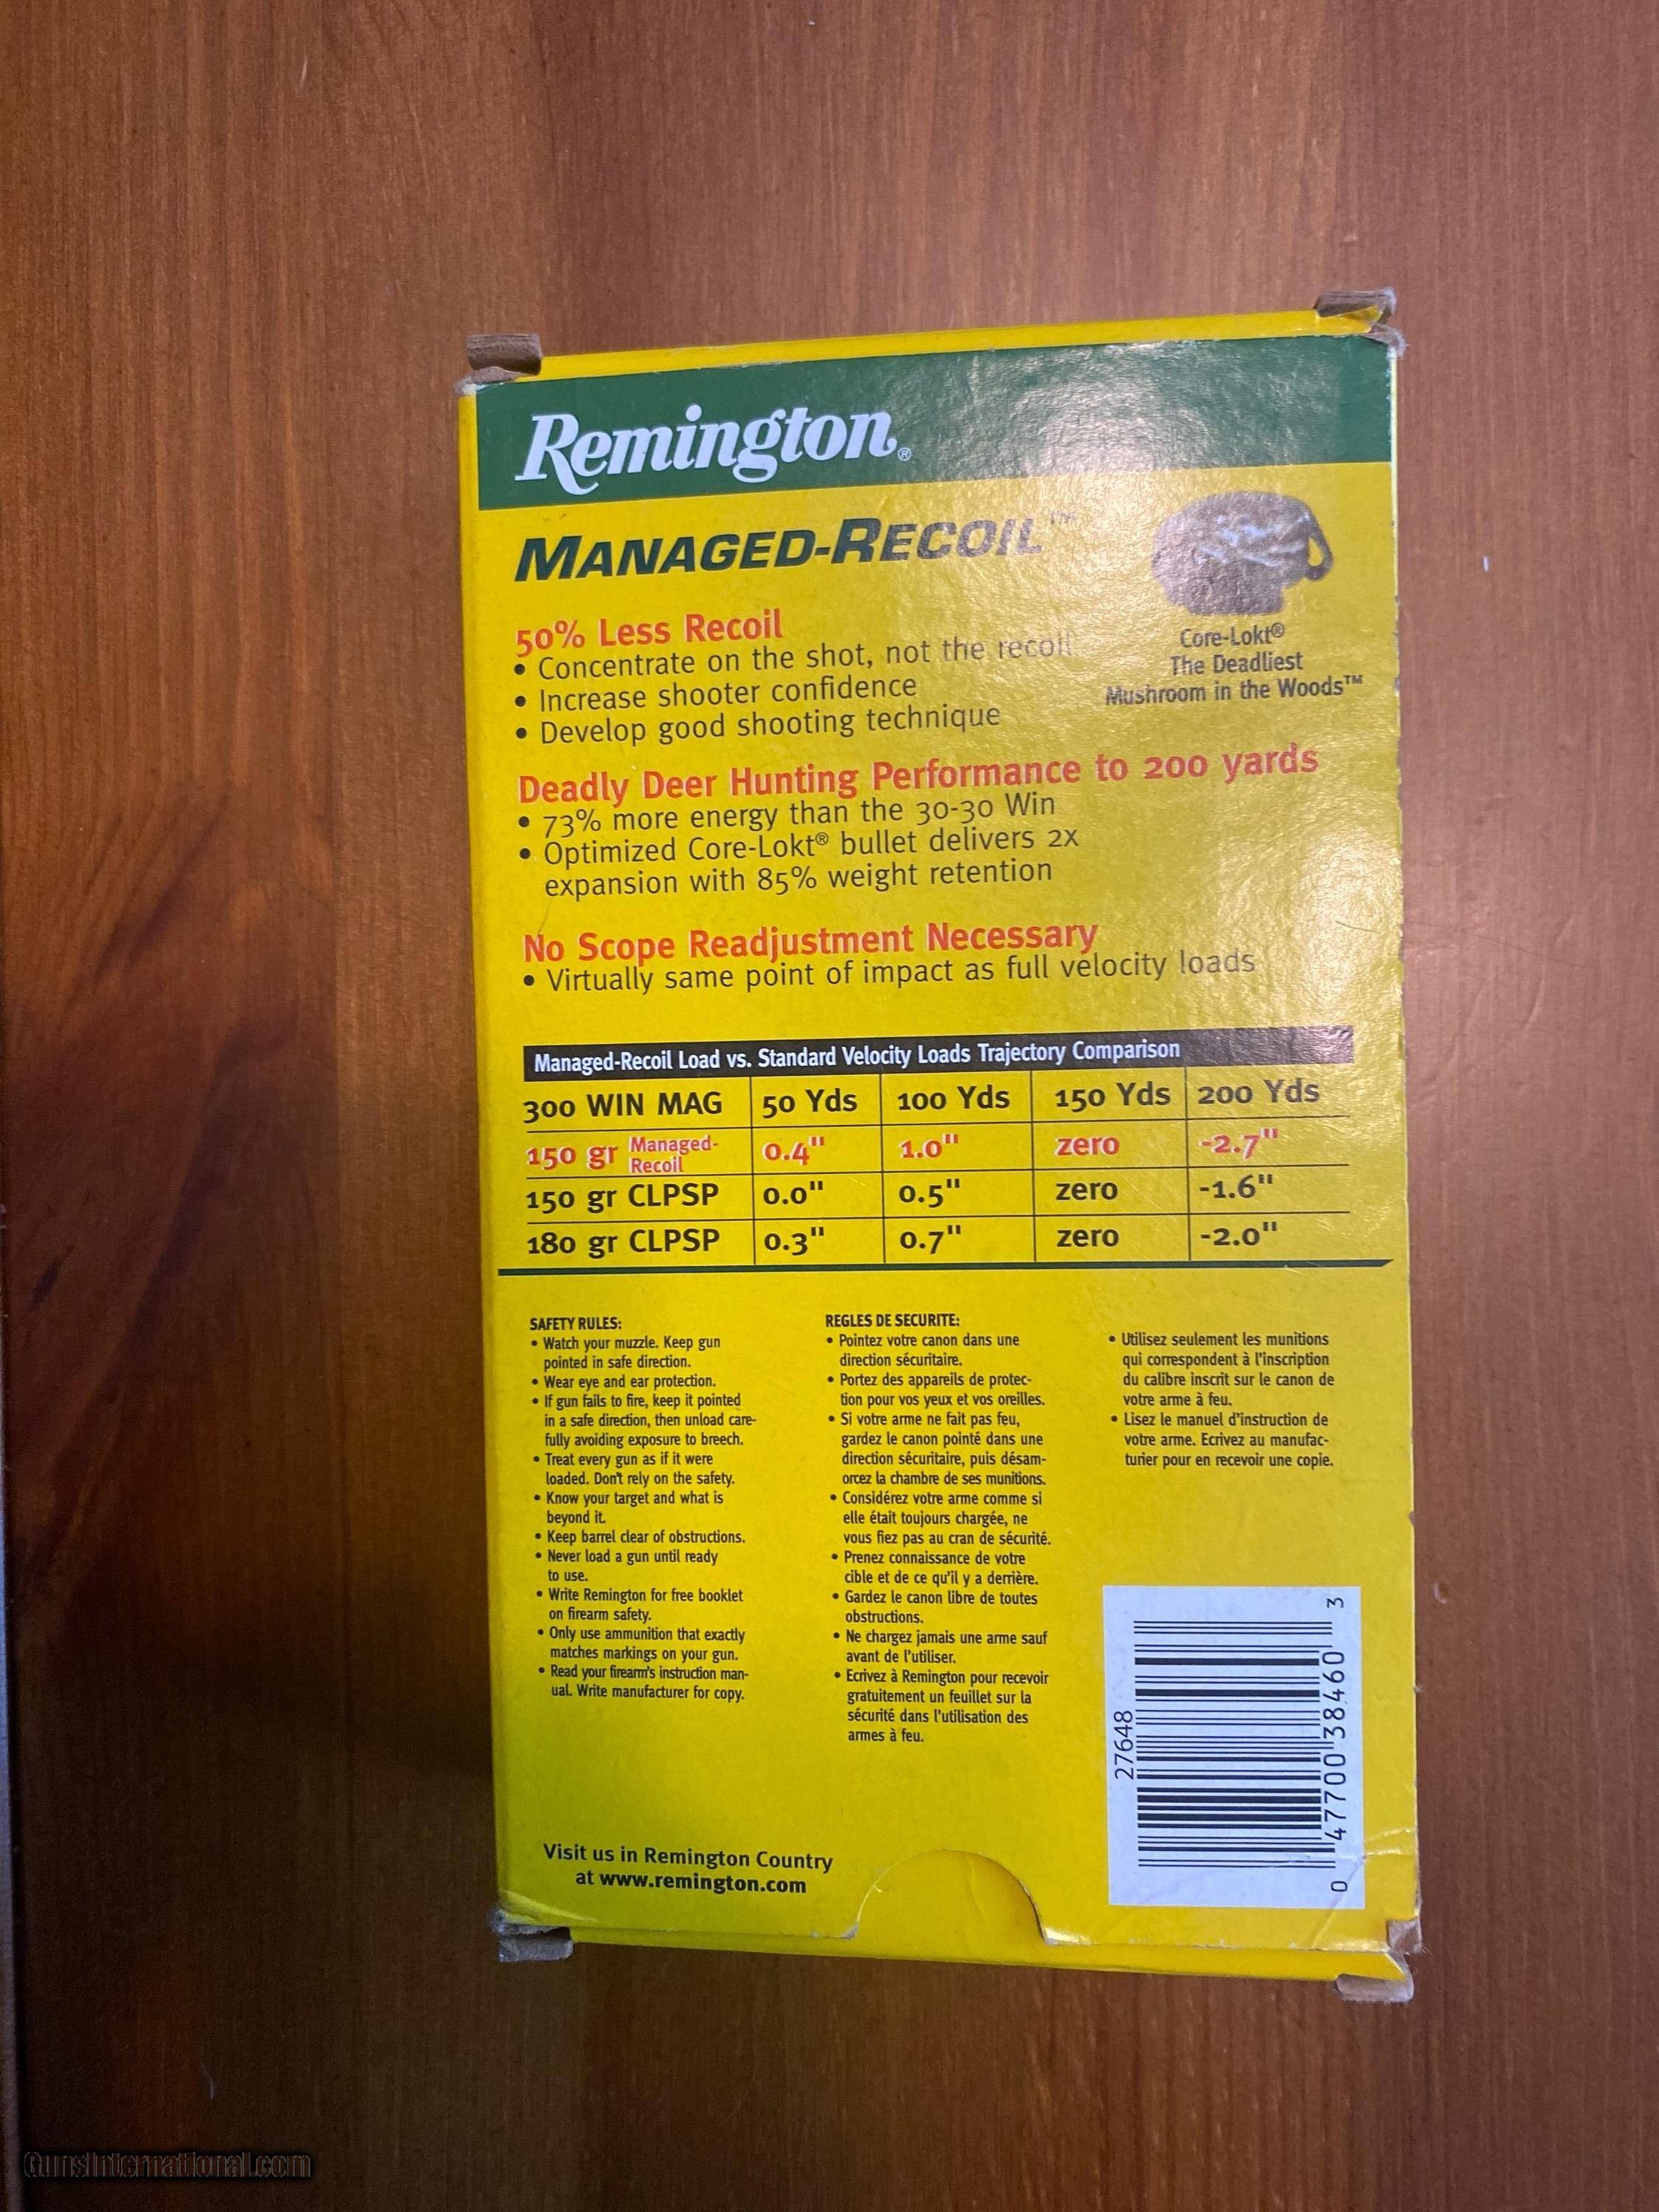 Remington®
MANAGED-RECOIL™
50% Less Recoil
• Concentrate on the shot, not the recoil
• Increase shooter confidence
• Develop good shooting technique
Core-Lokt®
The Deadliest
Mushroom in the Woods™
Deadly Deer Hunting Performance to 200 yards
• 73% more energy than the 30-30 Win
• Optimized Core-Lokt® bullet delivers 2x
expansion with 85% weight retention
No Scope Readjustment Necessary
• Virtually same point of impact as full velocity loads
Managed-Recoil Load vs. Standard Velocity Loads Trajectory Comparison
300 WIN MAG 50 Yds 100 Yds 150 Yds 200 Yds
150 gr Managed-Recoil 0.4" 1.0" zero -2.7"
150 gr CLPSP 0.0" 0.5" zero -1.6"
180 gr CLPSP 0.3" 0.7" zero -2.0"
SAFETY RULES:
• Watch your muzzle. Keep gun
pointed in safe direction.
• Wear eye and ear protection.
• If gun fails to fire, keep it pointed
in a safe direction, then unload care-
fully avoiding exposure to breech.
• Treat every gun as if it were
loaded. Don't rely on the safety.
• Know your target and what is
beyond it.
• Keep barrel clear of obstructions.
• Never load a gun until ready
to use.
• Write Remington for free booklet
on firearm safety.
• Only use ammunition that exactly
matches markings on your gun.
• Read your firearm's instruction man-
ual. Write manufacturer for copy.
REGLES DE SECURITE:
• Pointez votre canon dans une
direction sécuritaire.
• Portez des appareils de protec-
tion pour vos yeux et vos oreilles.
• Si votre arme ne fait pas feu,
gardez le canon pointé dans une
direction sécuritaire, puis désam-
orcez la chambre de ses munitions.
• Considérez votre arme comme si
elle était toujours chargée, ne
vous fiez pas au cran de sécurité.
• Prenez connaissance de votre
cible et de ce qu'il y a derrière.
• Gardez le canon libre de toutes
obstructions.
• Ne chargez jamais une arme sauf
avant de l'utiliser.
• Ecrivez à Remington pour recevoir
gratuitement un feuillet sur la
sécurité dans l'utilisation des
armes à feu.
• Utilisez seulement les munitions
qui correspondent à l'inscription
du calibre inscrit sur le canon de
votre arme à feu.
• Lisez le manuel d'instruction de
votre arme. Ecrivez au manufac-
turier pour en recevoir une copie.
27648
0 47700 38460 3
Visit us in Remington Country
at www.remington.com
GunsInternational.com